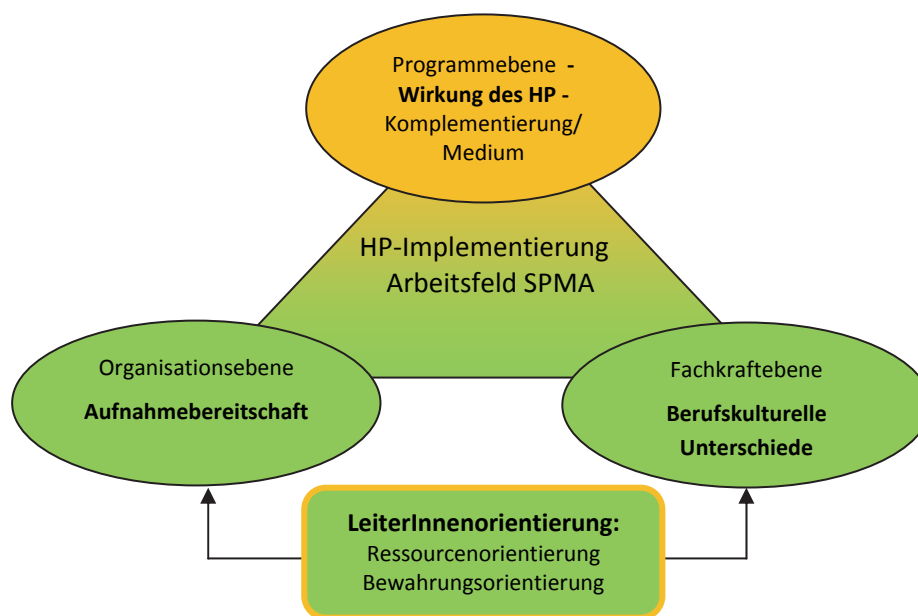 Programmebene -
Wirkung des HP -
Komplementierung/
Medium
HP-Implementierung
Arbeitsfeld SPMA
Organisationsebene
Aufnahmebereitschaft
Fachkraftebene
Berufskulturelle
Unterschiede
LeiterInnenorientierung:
Ressourcenorientierung
Bewahrungsorientierung